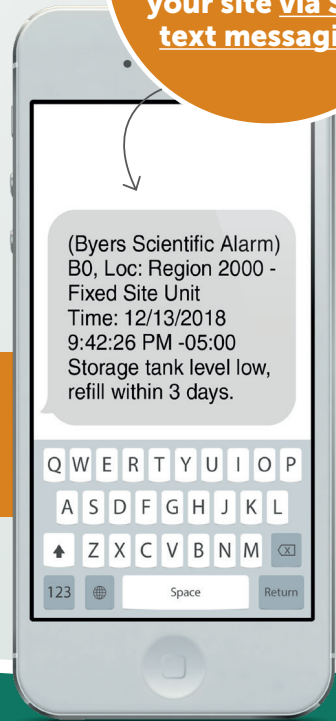 your site via
text
(Byers Scientific Alarm)
B0, Loc: Region 2000 -
Fixed Site Unit
Time: 12/13/2018
9:42:26 PM -05:00
Storage tank level low,
refill within 3 days.
Q W E R T Y U I O P
A S D F G H J K L
Z X C V B N M
123 Space Return